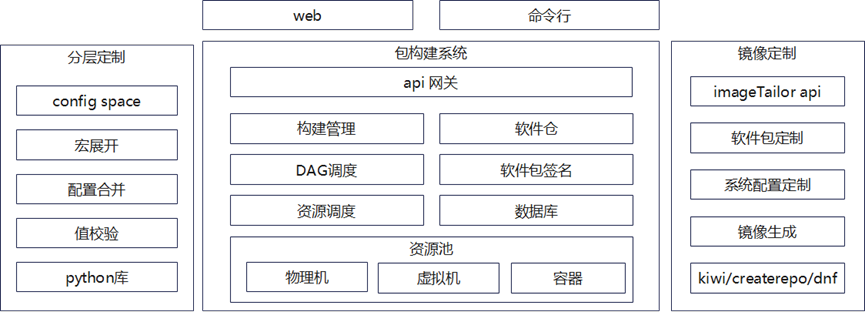 web
命令行
分层定制
config space
宏展开
配置合并
值校验
python库
包构建系统
api 网关
构建管理
软件仓
DAG调度
软件包签名
资源调度
数据库
资源池
物理机
虚拟机
容器
镜像定制
imageTailor api
软件包定制
系统配置定制
镜像生成
kiwi/createrepo/dnf